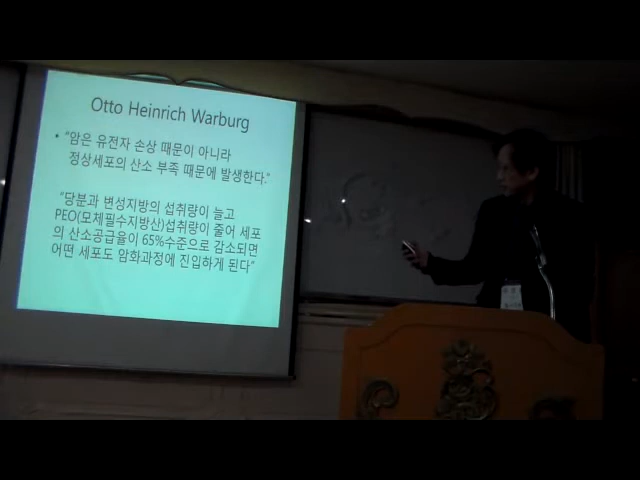 Otto Heinrich Warburg
• "암은 유전자 손상 때문이 아니라
정상세포의 산소 부족 때문에 발생한다."
"당분과 변성지방의 섭취량이 늘고
PEO(모체필수지방산)섭취량이 줄어 세포
의 산소공급율이 65%수준으로 감소되면
어떤 세포도 암화과정에 진입하게 된다"